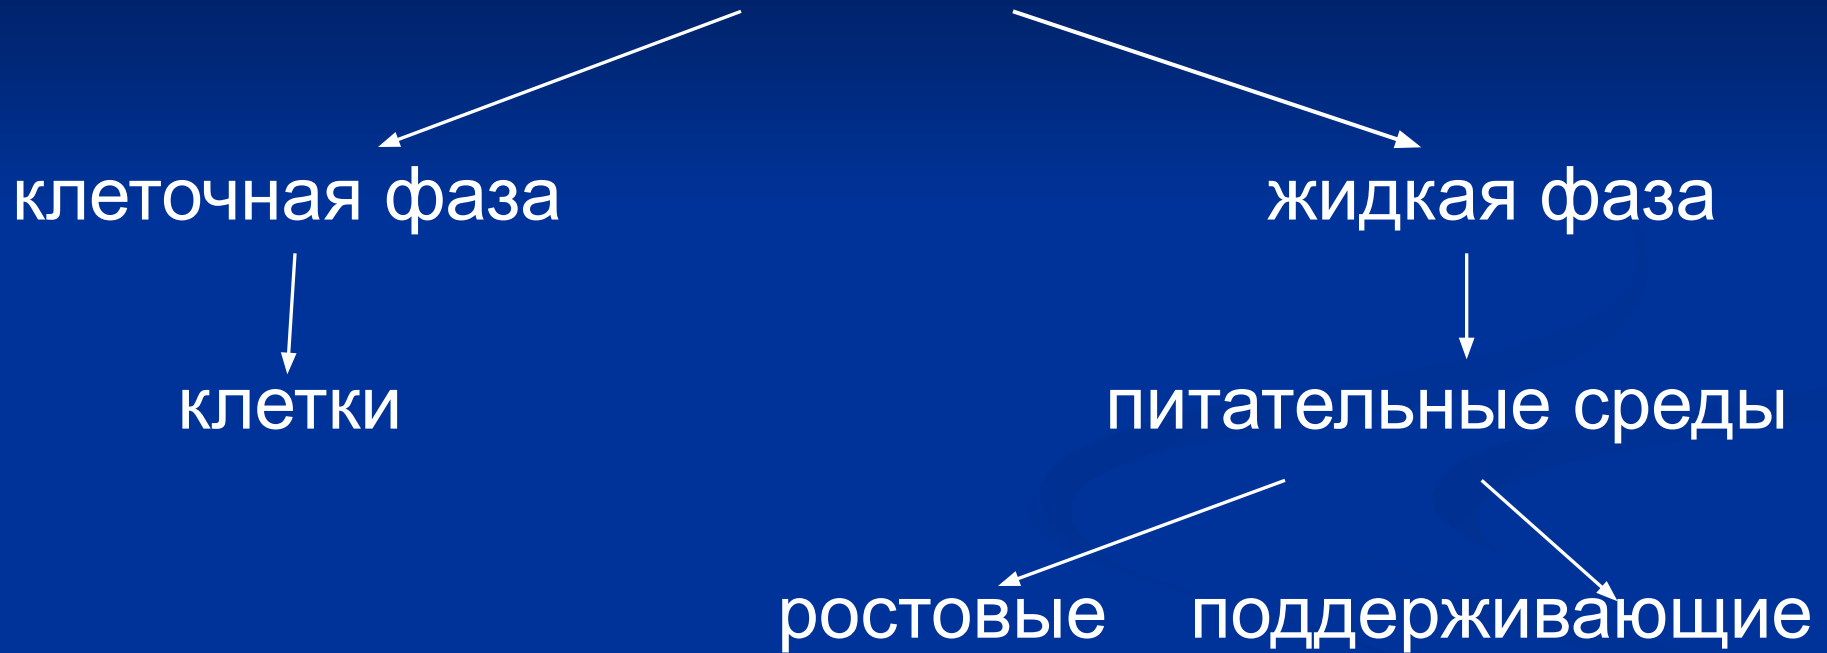 клеточная фаза жидкая фаза
клетки питательные среды
ростовые поддерживающие